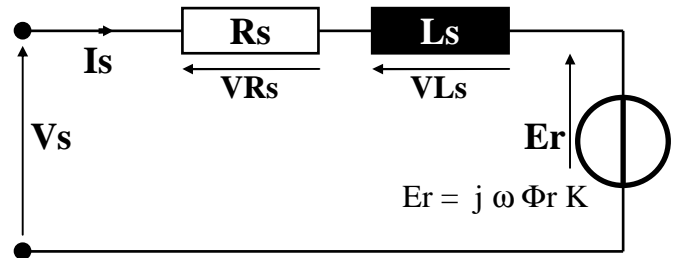 Rs Ls
Is
VRs VLs
Vs Er
Er = j ω Φr K